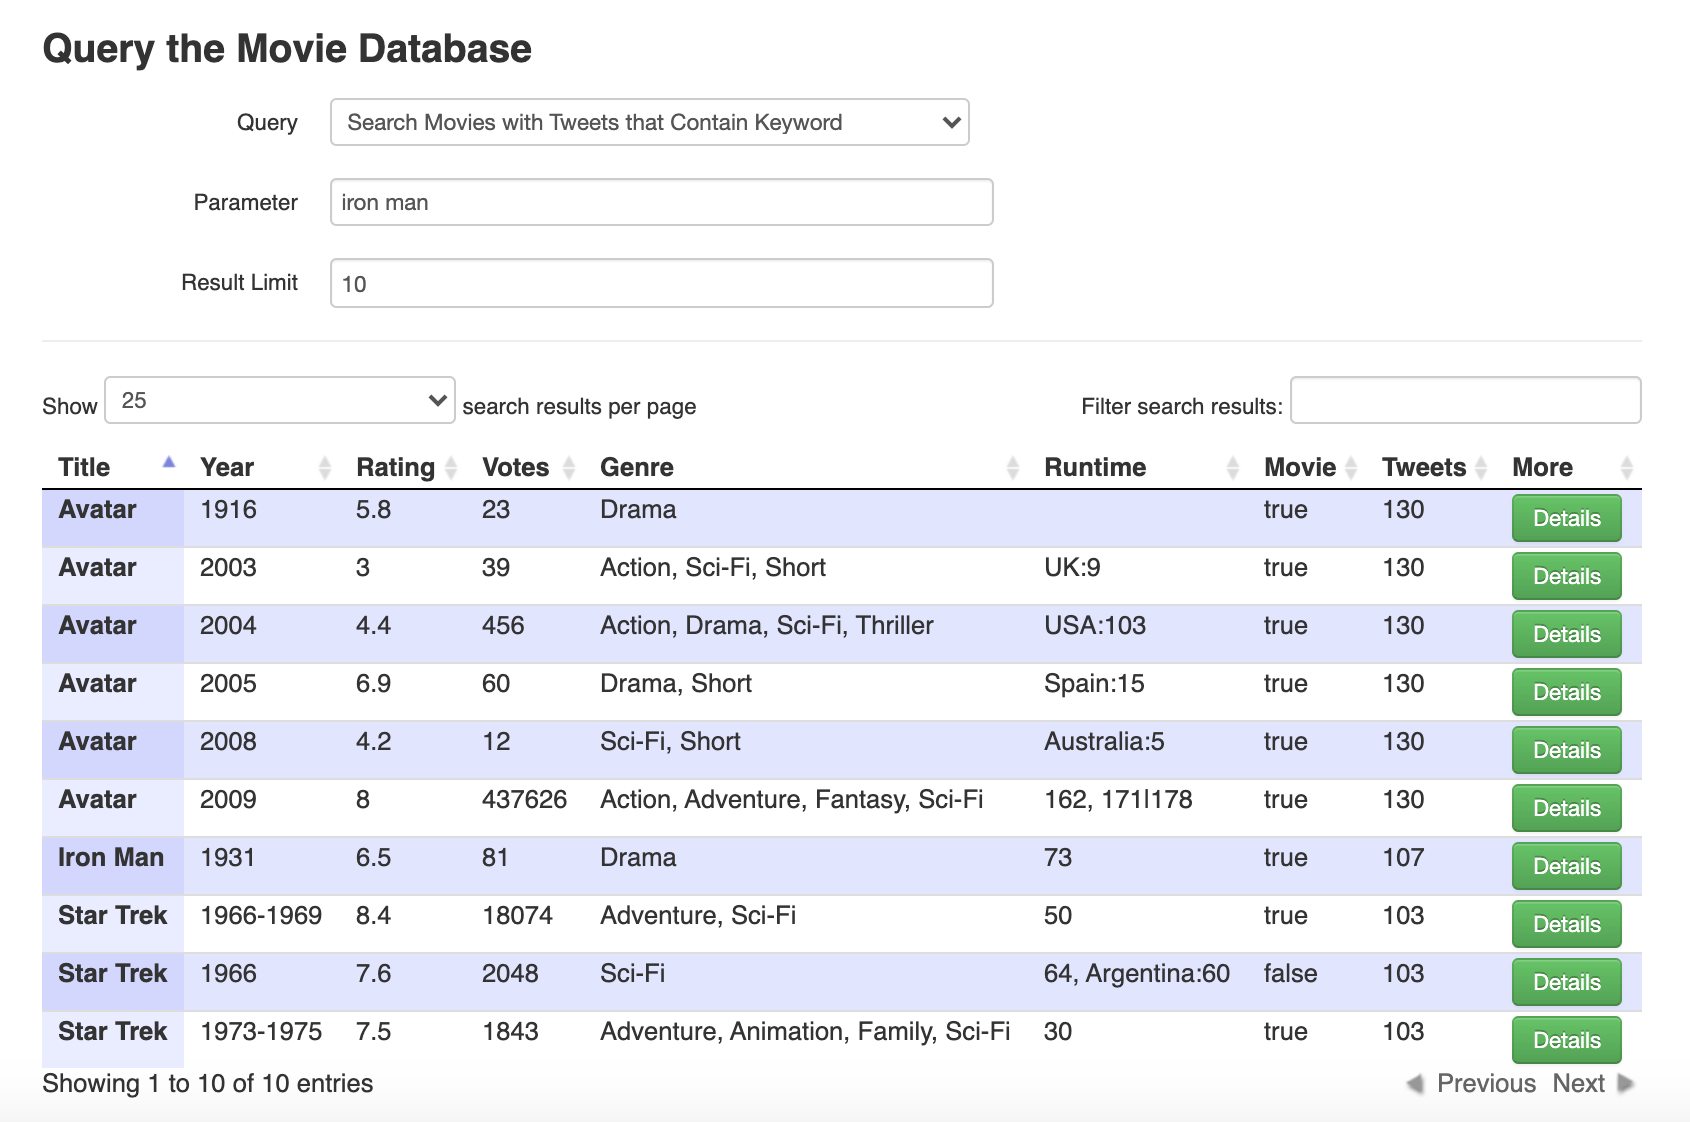 Query the Movie Database
Query Search Movies with Tweets that Contain Keyword
Parameter iron man
Result Limit 10
Show 25 search results per page Filter search results:
Title Year Rating Votes Genre Runtime Movie Tweets More
Avatar 1916 5.8 23 Drama true 130 Details
Avatar 2003 3 39 Action, Sci-Fi, Short UK:9 true 130 Details
Avatar 2004 4.4 456 Action, Drama, Sci-Fi, Thriller USA:103 true 130 Details
Avatar 2005 6.9 60 Drama, Short Spain:15 true 130 Details
Avatar 2008 4.2 12 Sci-Fi, Short Australia:5 true 130 Details
Avatar 2009 8 437626 Action, Adventure, Fantasy, Sci-Fi 162, 171|178 true 130 Details
Iron Man 1931 6.5 81 Drama 73 true 107 Details
Star Trek 1966-1969 8.4 18074 Adventure, Sci-Fi 50 true 103 Details
Star Trek 1966 7.6 2048 Sci-Fi 64, Argentina:60 false 103 Details
Star Trek 1973-1975 7.5 1843 Adventure, Animation, Family, Sci-Fi 30 true 103 Details
Showing 1 to 10 of 10 entries Previous Next